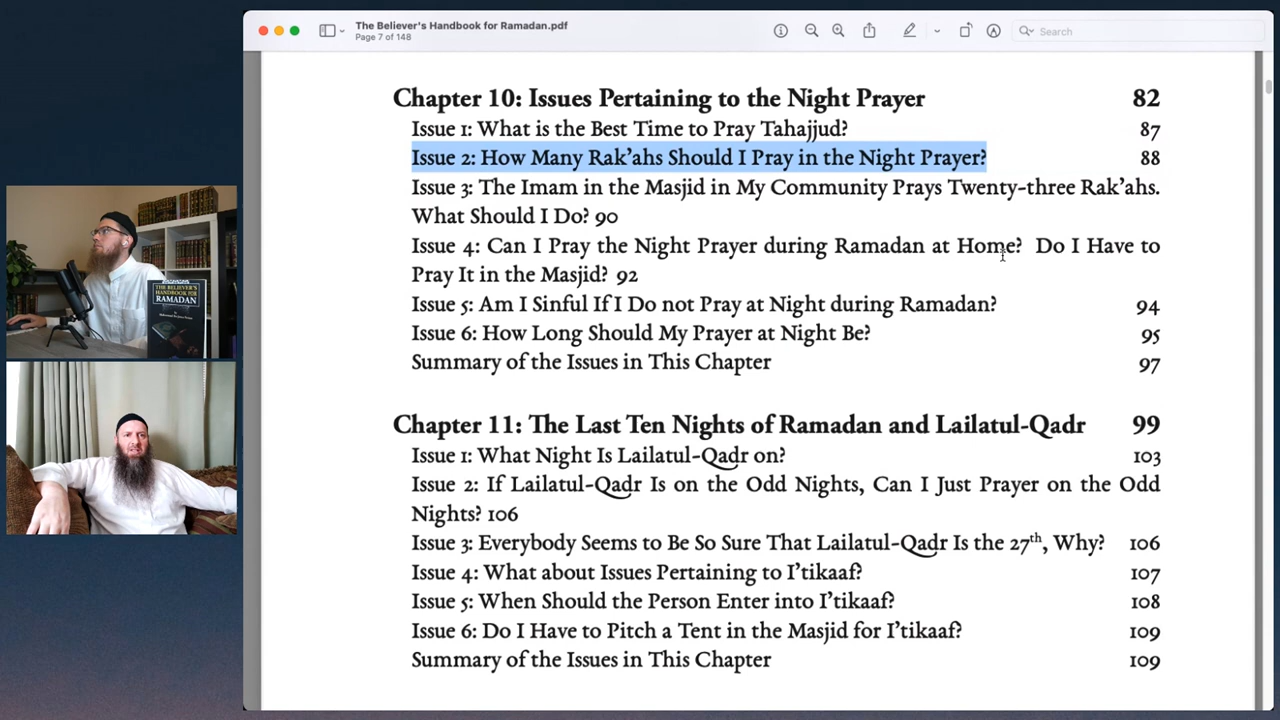 The Believer's Handbook for Ramadan.pdf
Page 7 of 148
Search
Chapter 10: Issues Pertaining to the Night Prayer 82
Issue 1: What is the Best Time to Pray Tahajjud? 87
Issue 2: How Many Rak'ahs Should I Pray in the Night Prayer? 88
Issue 3: The Imam in the Masjid in My Community Prays Twenty-three Rak'ahs.
What Should I Do? 90
Issue 4: Can I Pray the Night Prayer during Ramadan at Home? Do I Have to
Pray It in the Masjid? 92
Issue 5: Am I Sinful If I Do not Pray at Night during Ramadan? 94
Issue 6: How Long Should My Prayer at Night Be? 95
Summary of the Issues in This Chapter 97
Chapter 11: The Last Ten Nights of Ramadan and Lailatul-Qadr 99
Issue 1: What Night Is Lailatul-Qadr on? 103
Issue 2: If Lailatul-Qadr Is on the Odd Nights, Can I Just Prayer on the Odd
Nights? 106
Issue 3: Everybody Seems to Be So Sure That Lailatul-Qadr Is the 27th, Why? 106
Issue 4: What about Issues Pertaining to I'tikaaf? 107
Issue 5: When Should the Person Enter into I'tikaaf? 108
Issue 6: Do I Have to Pitch a Tent in the Masjid for I'tikaaf? 109
Summary of the Issues in This Chapter 109
THE BELIEVER'S
HANDBOOK FOR
RAMADAN